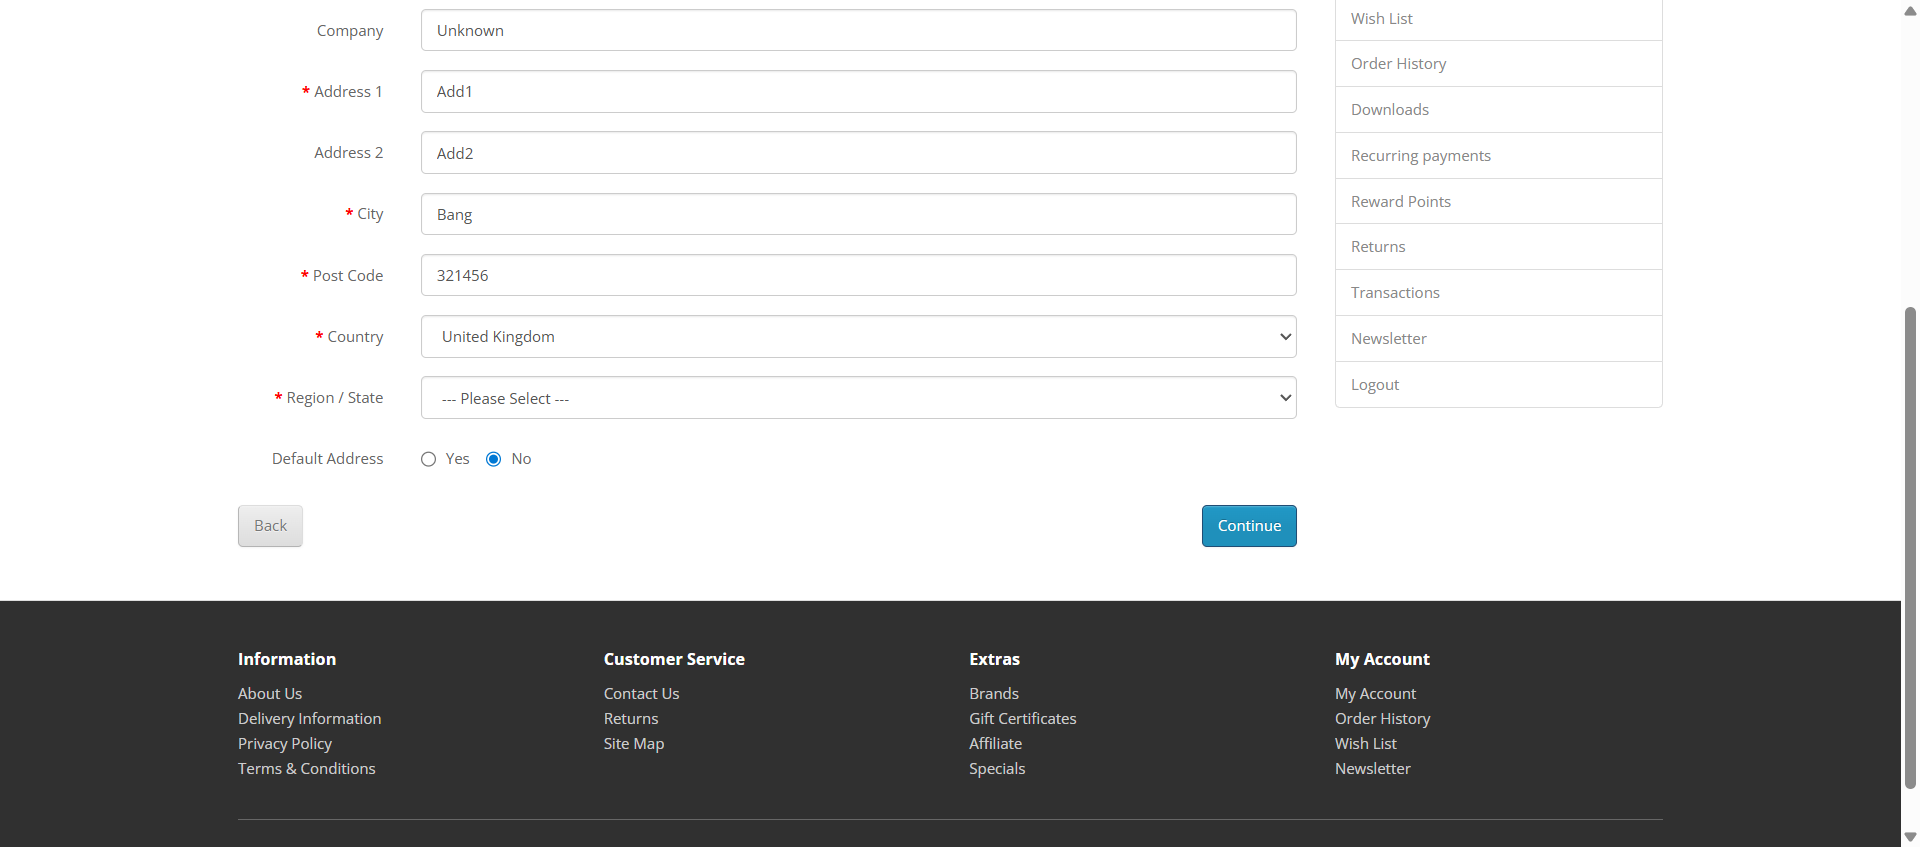 Company Unknown
* Address 1 Add1
Address 2 Add2
* City Bang
* Post Code 321456
* Country United Kingdom
* Region / State --- Please Select ---
Default Address Yes No
Back Continue
Wish List
Order History
Downloads
Recurring payments
Reward Points
Returns
Transactions
Newsletter
Logout
Information
About Us
Delivery Information
Privacy Policy
Terms & Conditions
Customer Service
Contact Us
Returns
Site Map
Extras
Brands
Gift Certificates
Affiliate
Specials
My Account
My Account
Order History
Wish List
Newsletter